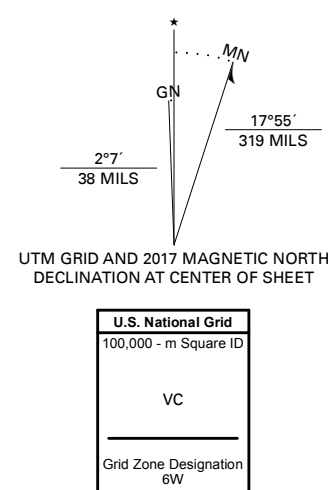 ★
MN
GN
17°55´
319 MILS
2°7´
38 MILS
UTM GRID AND 2017 MAGNETIC NORTH
DECLINATION AT CENTER OF SHEET
U.S. National Grid
100,000 - m Square ID
VC
Grid Zone Designation
6W